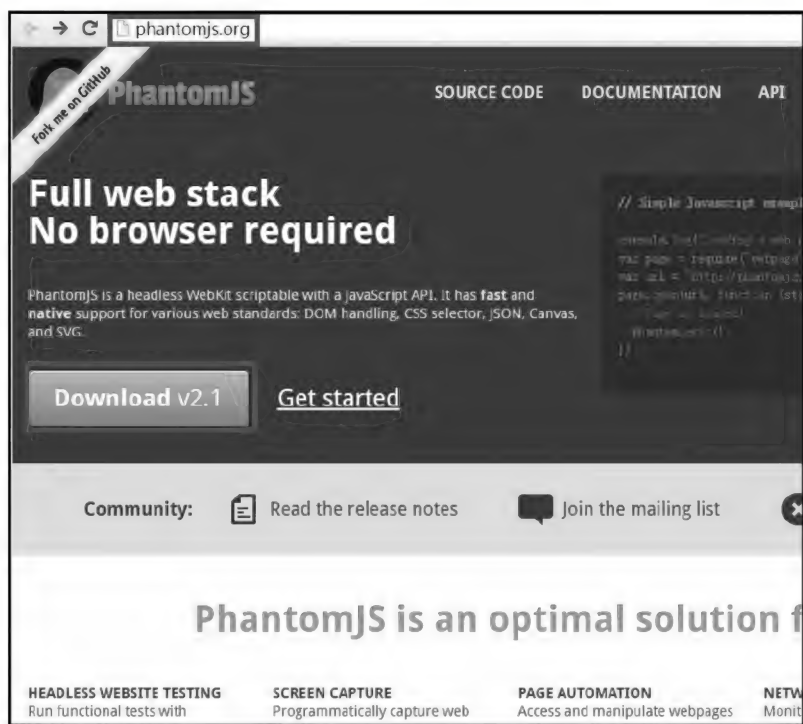 phantomjs.org
Fork me on GitHub
PhantomJS
SOURCE CODE DOCUMENTATION API
Full web stack
No browser required
// Simple Javascript
PhantomJS is a headless WebKit scriptable with a JavaScript API. It has fast and
native support for various web standards: DOM handling, CSS selector, JSON, Canvas,
and SVG.
Download v2.1 Get started
Community: Read the release notes Join the mailing list
PhantomJS is an optimal solution f
HEADLESS WEBSITE TESTING SCREEN CAPTURE PAGE AUTOMATION NETW
Run functional tests with Programmatically capture web Access and manipulate webpages Monit